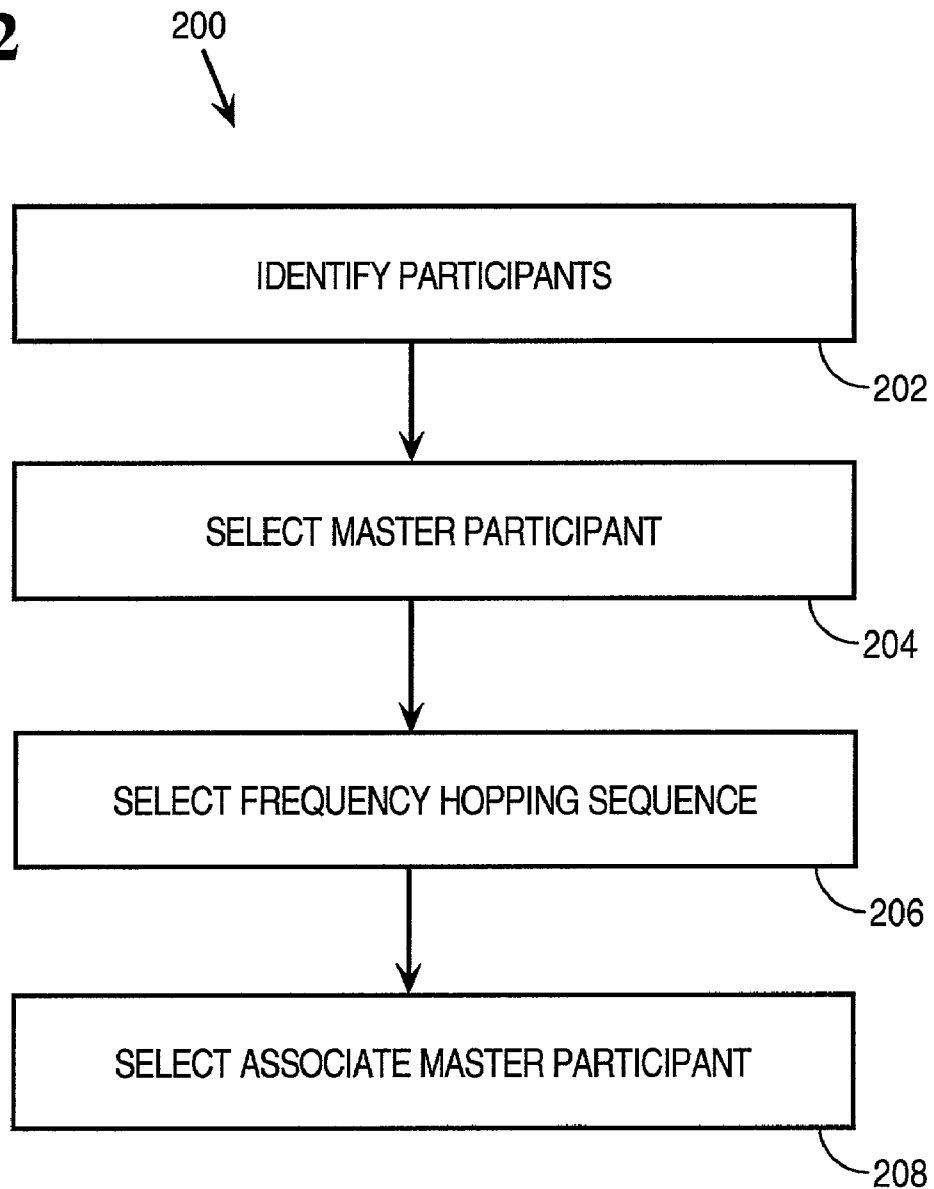 2
200
IDENTIFY PARTICIPANTS
202
SELECT MASTER PARTICIPANT
204
SELECT FREQUENCY HOPPING SEQUENCE
206
SELECT ASSOCIATE MASTER PARTICIPANT
208